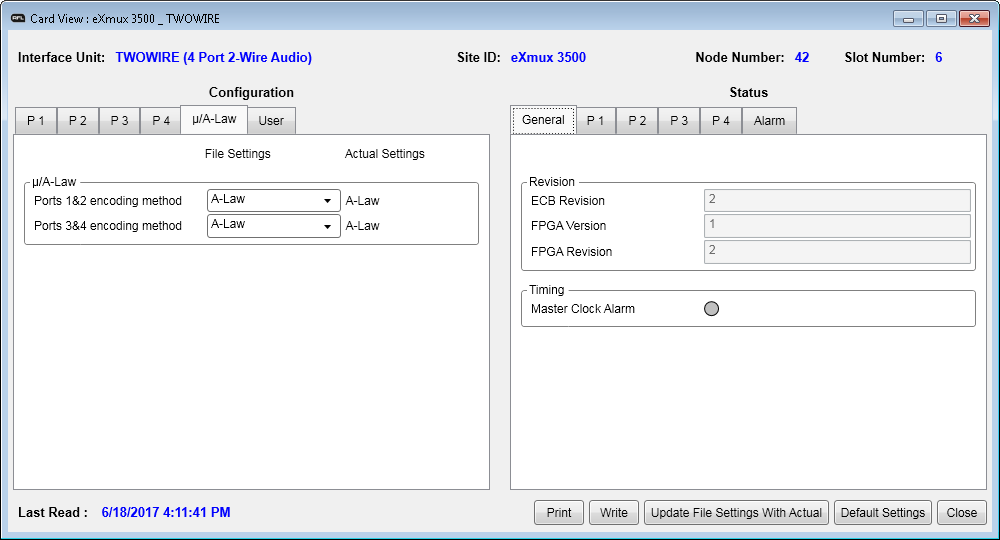 AFL Card View : eXmux 3500 _ TWOWIRE
Interface Unit: TWOWIRE (4 Port 2-Wire Audio) Site ID: eXmux 3500 Node Number: 42 Slot Number: 6
Configuration
P 1 P 2 P 3 P 4 µ/A-Law User
File Settings Actual Settings
µ/A-Law
Ports 1&2 encoding method A-Law A-Law
Ports 3&4 encoding method A-Law A-Law
Status
General P 1 P 2 P 3 P 4 Alarm
Revision
ECB Revision 2
FPGA Version 1
FPGA Revision 2
Timing
Master Clock Alarm
Last Read : 6/18/2017 4:11:41 PM Print Write Update File Settings With Actual Default Settings Close